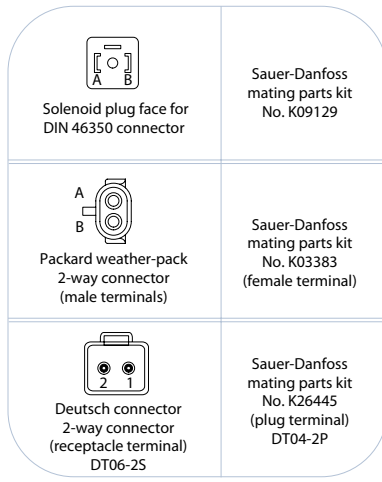 A B
Solenoid plug face for
DIN 46350 connector
Sauer-Danfoss
mating parts kit
No. K09129
A
B
Packard weather-pack
2-way connector
(male terminals)
Sauer-Danfoss
mating parts kit
No. K03383
(female terminal)
2 1
Deutsch connector
2-way connector
(receptacle terminal)
DT06-2S
Sauer-Danfoss
mating parts kit
No. K26445
(plug terminal)
DT04-2P